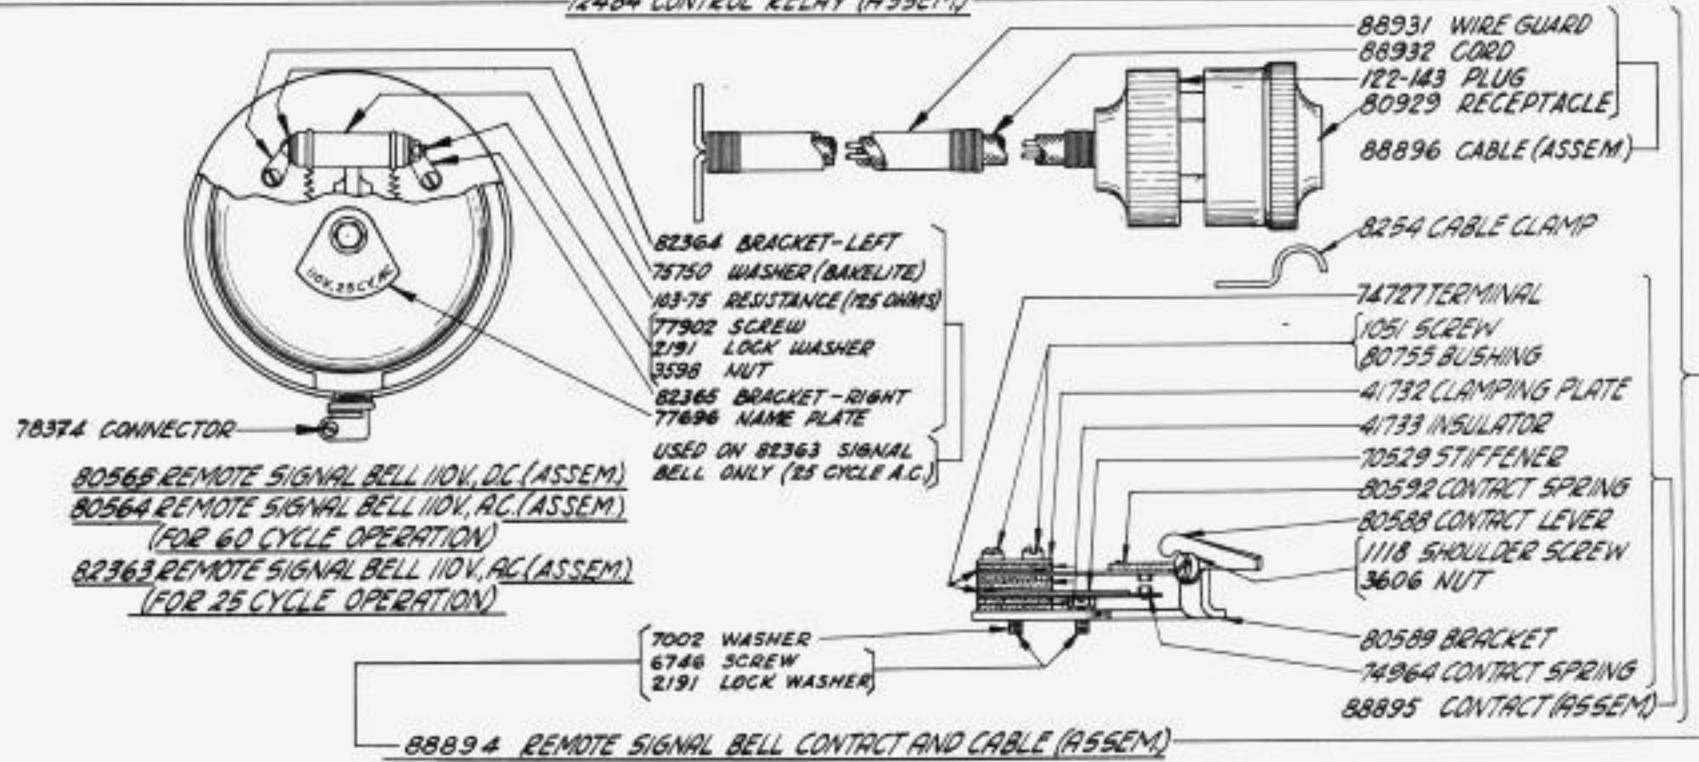 12484 CONTROL RELAY (ASSEM)
88931 WIRE GUARD
88932 CORD
122-143 PLUG
80929 RECEPTACLE
88896 CABLE (ASSEM.)
8254 CABLE CLAMP
110V. 25 CY. AC
82364 BRACKET-LEFT
75750 WASHER (BAKELITE)
103-75 RESISTANCE (125 OHMS)
77902 SCREW
2191 LOCK WASHER
3598 NUT
82365 BRACKET-RIGHT
77696 NAME PLATE
USED ON 82363 SIGNAL
BELL ONLY (25 CYCLE A.C.)
78374 CONNECTOR
80565 REMOTE SIGNAL BELL 110V., D.C. (ASSEM)
80564 REMOTE SIGNAL BELL 110V., A.C. (ASSEM)
(FOR 60 CYCLE OPERATION)
82363 REMOTE SIGNAL BELL 110V., AC (ASSEM)
(FOR 25 CYCLE OPERATION)
74727 TERMINAL
1051 SCREW
80755 BUSHING
41732 CLAMPING PLATE
41733 INSULATOR
70529 STIFFENER
80592 CONTACT SPRING
80588 CONTACT LEVER
1118 SHOULDER SCREW
3606 NUT
80589 BRACKET
74964 CONTACT SPRING
88895 CONTACT (ASSEM)
7002 WASHER
6746 SCREW
2191 LOCK WASHER
88894 REMOTE SIGNAL BELL CONTACT AND CABLE (ASSEM.)